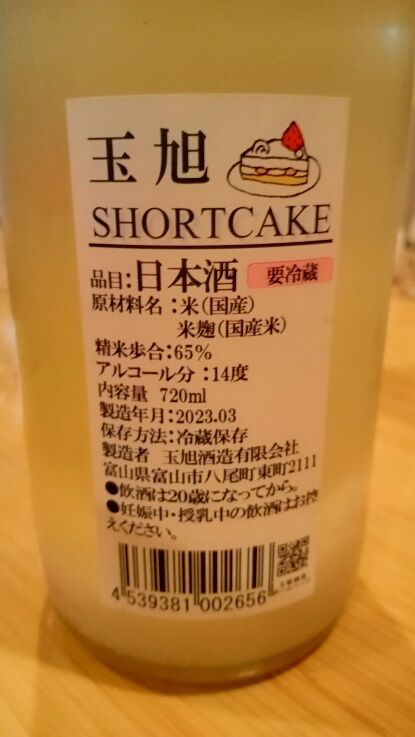 玉旭
SHORTCAKE
品目:日本酒 要冷蔵
原材料名:米(国産)
米麹(国産米)
精米歩合:65%
アルコール分:14度
内容量 720ml
製造年月:2023.03
保存方法:冷蔵保存
製造者 玉旭酒造有限会社
富山県富山市八尾町東町2111
●飲酒は20歳になってから。
●妊娠中・授乳中の飲酒はお控
えください。
4 539381 002656